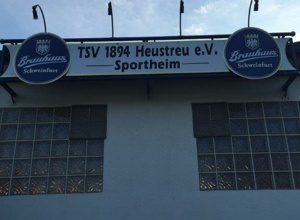 Brauhaus
Schweinfurt
TSV 1894 Heustreu e.V.
Sportheim
Brauhaus
Schweinfurt